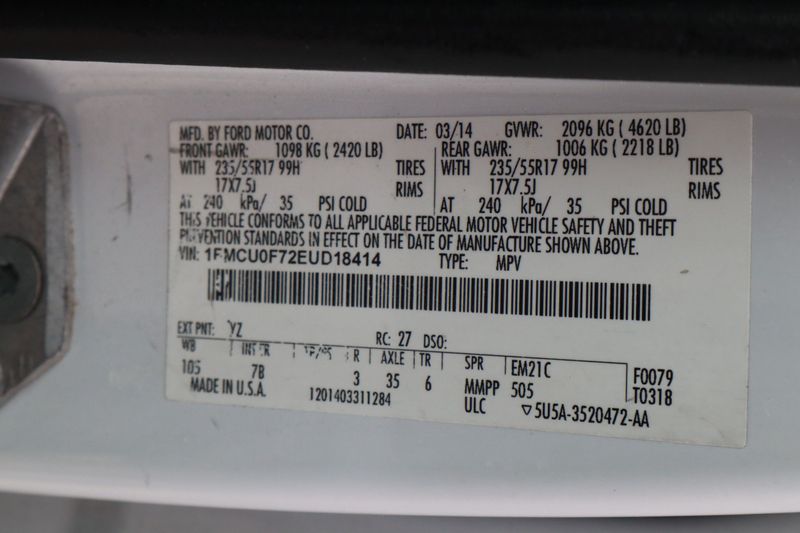 MFD. BY FORD MOTOR CO. DATE: 03/14 GVWR: 2096 KG ( 4620 LB)
FRONT GAWR: 1098 KG ( 2420 LB) REAR GAWR: 1006 KG ( 2218 LB)
WITH 235/55R17 99H TIRES WITH 235/55R17 99H TIRES
17X7.5J RIMS 17X7.5J RIMS
AT 240 kPa/ 35 PSI COLD AT 240 kPa/ 35 PSI COLD
THIS VEHICLE CONFORMS TO ALL APPLICABLE FEDERAL MOTOR VEHICLE SAFETY AND THEFT
PREVENTION STANDARDS IN EFFECT ON THE DATE OF MANUFACTURE SHOWN ABOVE.
VIN: 1FMCU0F72EUD18414 TYPE: MPV
EXT PNT: YZ RC: 27 DSO:
WB R AXLE TR SPR EM21C F0079
105 7B 3 35 6 MMPP 505 T0318
MADE IN U.S.A. 1201403311284 ULC ▽5U5A-3520472-AA